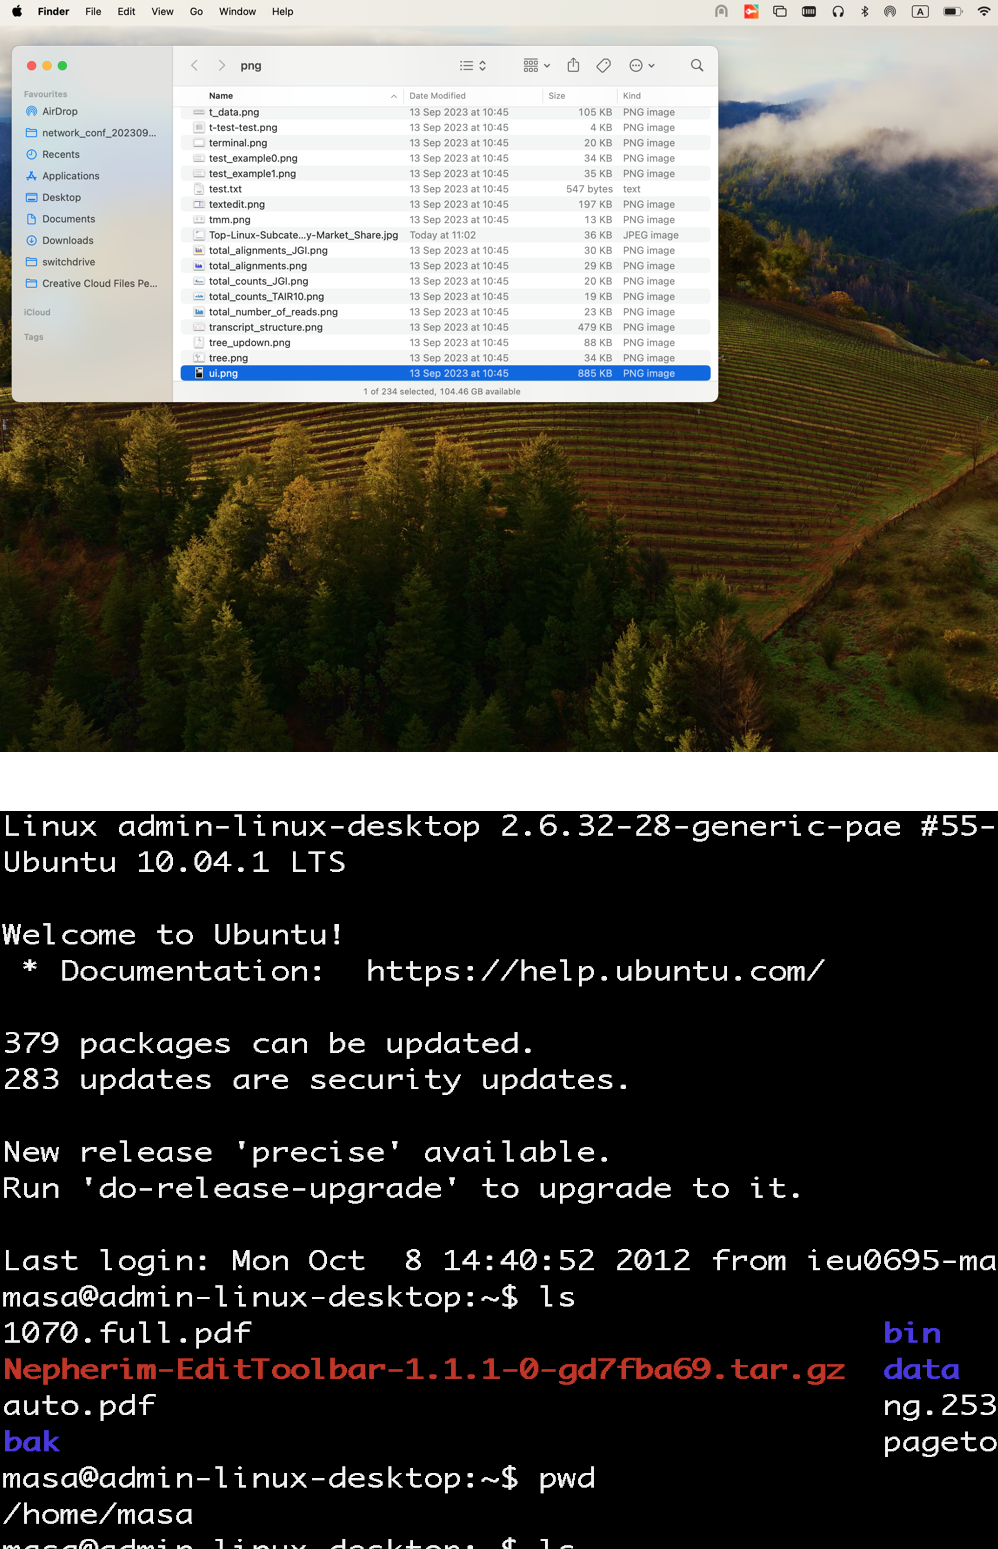 Finder File Edit View Go Window Help A
png
Favourites
AirDrop
network_conf_202309...
Recents
Applications
Desktop
Documents
Downloads
switchdrive
Creative Cloud Files Pe...
iCloud
Tags
Name Date Modified Size Kind
t_data.png 13 Sep 2023 at 10:45 105 KB PNG image
t-test-test.png 13 Sep 2023 at 10:45 4 KB PNG image
terminal.png 13 Sep 2023 at 10:45 20 KB PNG image
test_example0.png 13 Sep 2023 at 10:45 34 KB PNG image
test_example1.png 13 Sep 2023 at 10:45 35 KB PNG image
test.txt 13 Sep 2023 at 10:45 547 bytes text
textedit.png 13 Sep 2023 at 10:45 197 KB PNG image
tmm.png 13 Sep 2023 at 10:45 13 KB PNG image
Top-Linux-Subcate...y-Market_Share.jpg Today at 11:02 36 KB JPEG image
total_alignments_JGI.png 13 Sep 2023 at 10:45 30 KB PNG image
total_alignments.png 13 Sep 2023 at 10:45 29 KB PNG image
total_counts_JGI.png 13 Sep 2023 at 10:45 20 KB PNG image
total_counts_TAIR10.png 13 Sep 2023 at 10:45 19 KB PNG image
total_number_of_reads.png 13 Sep 2023 at 10:45 23 KB PNG image
transcript_structure.png 13 Sep 2023 at 10:45 479 KB PNG image
tree_updown.png 13 Sep 2023 at 10:45 88 KB PNG image
tree.png 13 Sep 2023 at 10:45 34 KB PNG image
ui.png 13 Sep 2023 at 10:45 885 KB PNG image
1 of 234 selected, 104.46 GB available
Linux admin-linux-desktop 2.6.32-28-generic-pae #55-
Ubuntu 10.04.1 LTS
Welcome to Ubuntu!
* Documentation: https://help.ubuntu.com/
379 packages can be updated.
283 updates are security updates.
New release 'precise' available.
Run 'do-release-upgrade' to upgrade to it.
Last login: Mon Oct 8 14:40:52 2012 from ieu0695-ma
masa@admin-linux-desktop:~$ ls
1070.full.pdf bin
Nepherim-EditToolbar-1.1.1-0-gd7fba69.tar.gz data
auto.pdf ng.253
bak pageto
masa@admin-linux-desktop:~$ pwd
/home/masa
masa@admin-linux-desktop:~$ ls